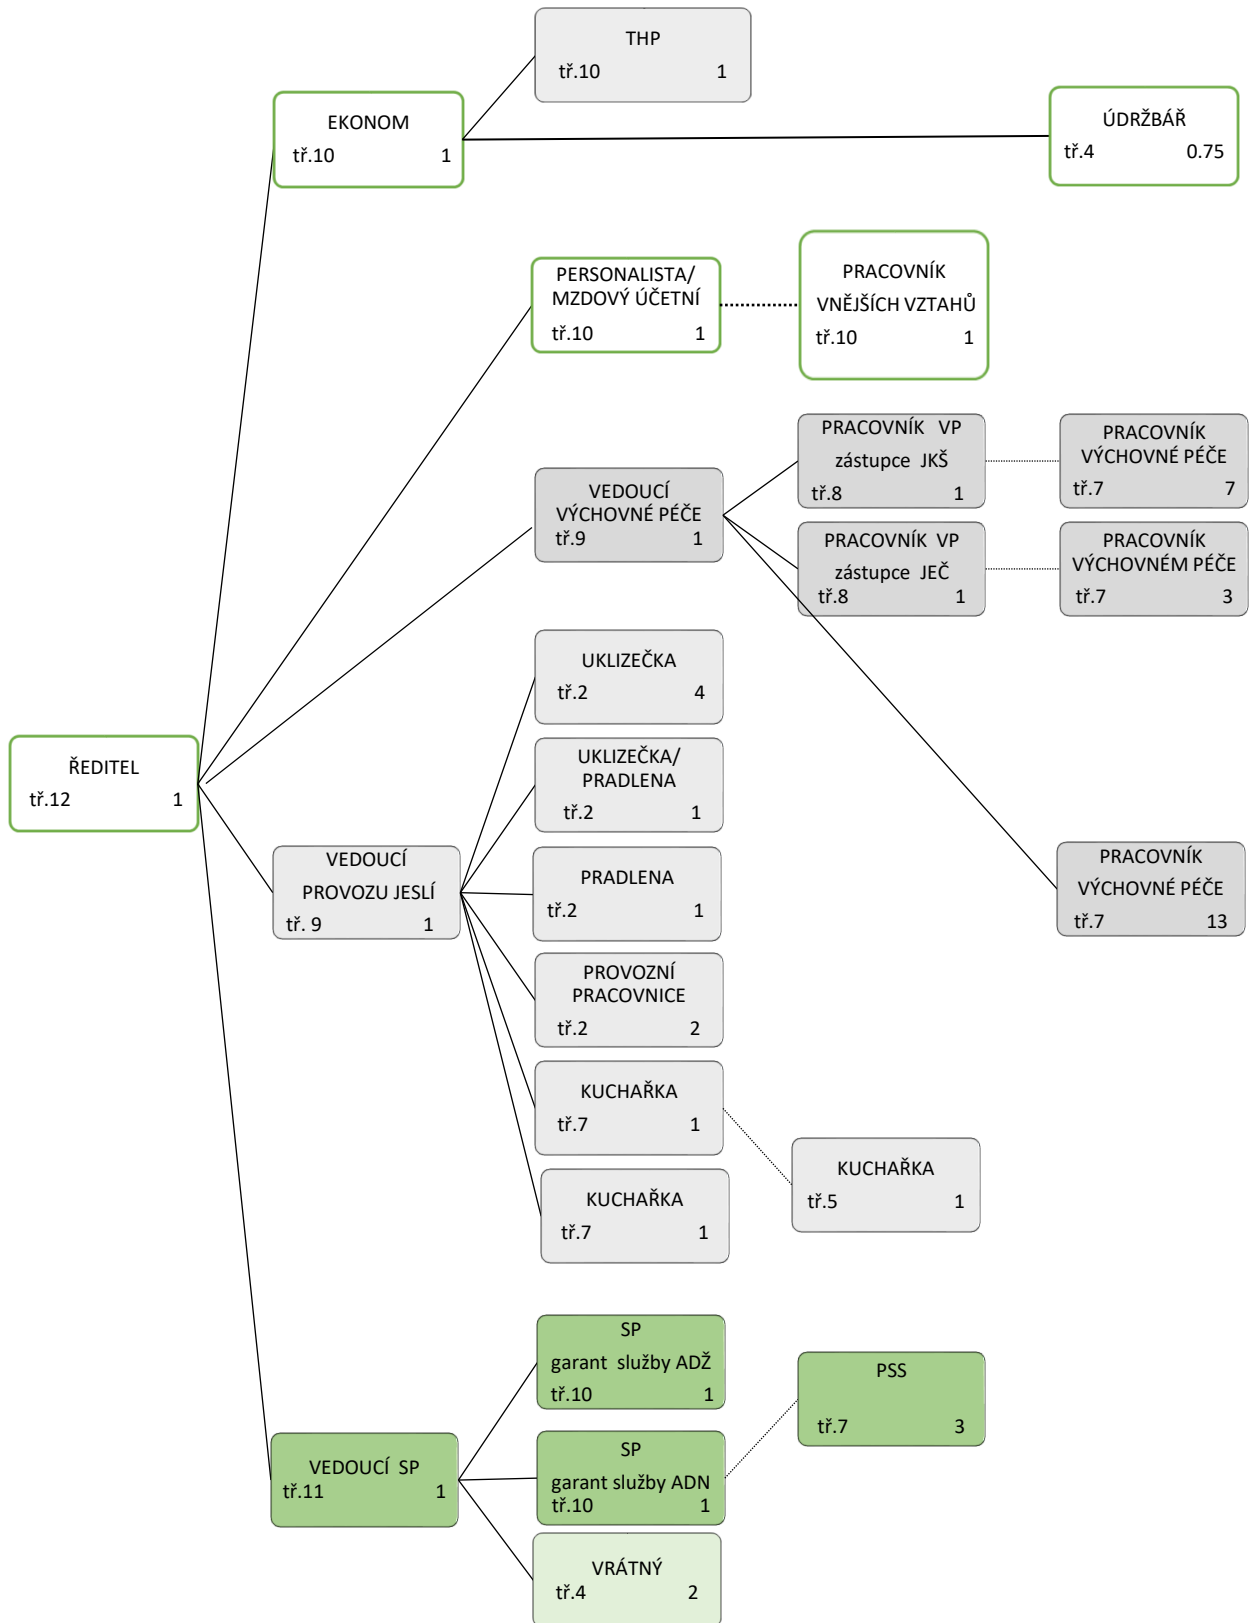 THP
tř.10 1
EKONOM
tř.10 1
ÚDRŽBÁŘ
tř.4 0.75
PERSONALISTA/
MZDOVÝ ÚČETNÍ
tř.10 1
PRACOVNÍK
VNĚJŠÍCH VZTAHŮ
tř.10 1
VEDOUCÍ
VÝCHOVNÉ PÉČE
tř.9 1
PRACOVNÍK VP
zástupce JKŠ
tř.8 1
PRACOVNÍK
VÝCHOVNÉ PÉČE
tř.7 7
PRACOVNÍK VP
zástupce JEČ
tř.8 1
PRACOVNÍK
VÝCHOVNÉM PÉČE
tř.7 3
UKLIZEČKA
tř.2 4
ŘEDITEL
tř.12 1
UKLIZEČKA/
PRADLENA
tř.2 1
VEDOUCÍ
PROVOZU JESLÍ
tř. 9 1
PRADLENA
tř.2 1
PRACOVNÍK
VÝCHOVNÉ PÉČE
tř.7 13
PROVOZNÍ
PRACOVNICE
tř.2 2
KUCHAŘKA
tř.7 1
KUCHAŘKA
tř.5 1
KUCHAŘKA
tř.7 1
SP
garant služby ADŽ
tř.10 1
PSS
tř.7 3
VEDOUCÍ SP
tř.11 1
SP
garant služby ADN
tř.10 1
VRÁTNÝ
tř.4 2